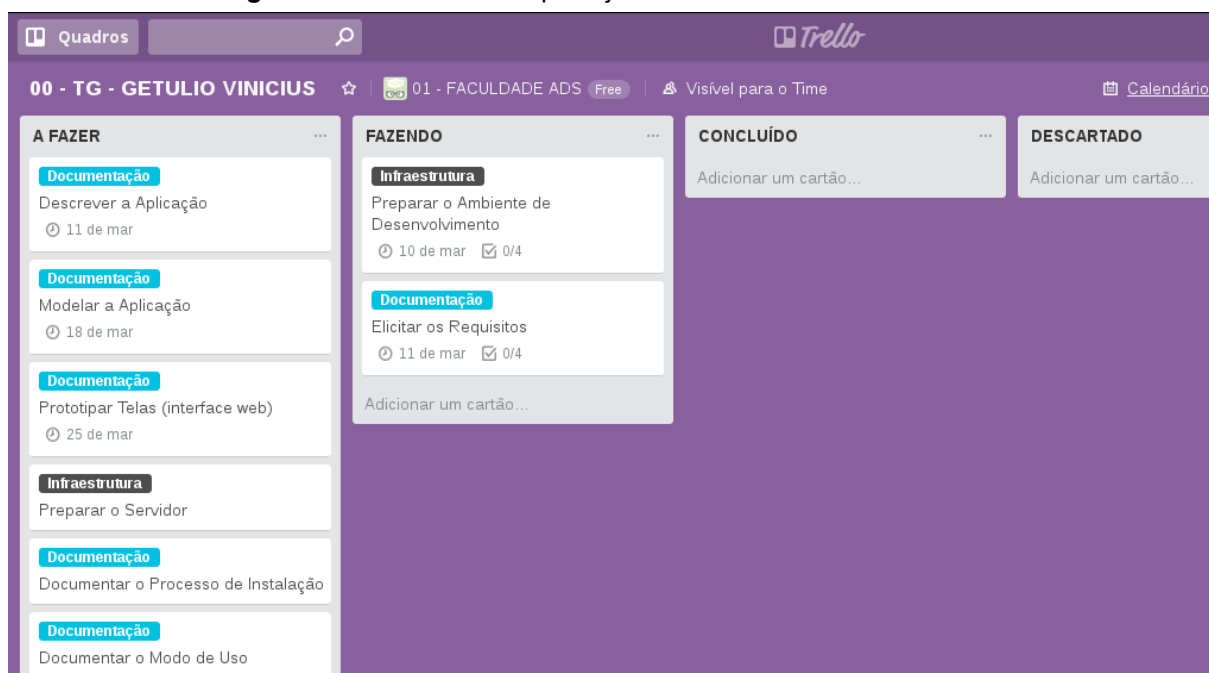 Quadros
Trello
00 - TG - GETULIO VINICIUS
01 - FACULDADE ADS Free
Visível para o Time
Calendário
A FAZER
Documentação
Descrever a Aplicação
11 de mar
Documentação
Modelar a Aplicação
18 de mar
Documentação
Prototipar Telas (interface web)
25 de mar
Infraestrutura
Preparar o Servidor
Documentação
Documentar o Processo de Instalação
Documentação
Documentar o Modo de Uso
FAZENDO
Infraestrutura
Preparar o Ambiente de
Desenvolvimento
10 de mar 0/4
Documentação
Elicitar os Requisitos
11 de mar 0/4
Adicionar um cartão...
CONCLUÍDO
Adicionar um cartão...
DESCARTADO
Adicionar um cartão...